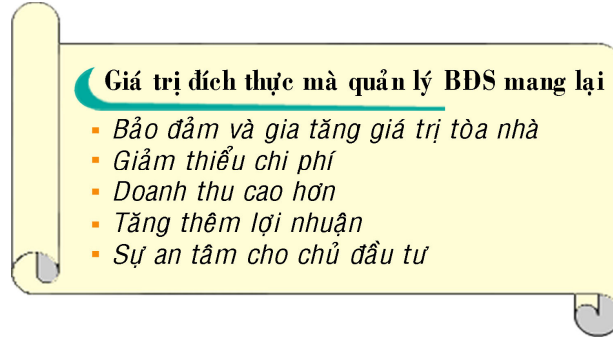 Giá trị đích thực mà quản lý BĐS mang lại
Bảo đảm và gia tăng giá trị tòa nhà
Giảm thiểu chi phí
Doanh thu cao hơn
Tăng thêm lợi nhuận
Sự an tâm cho chủ đầu tư